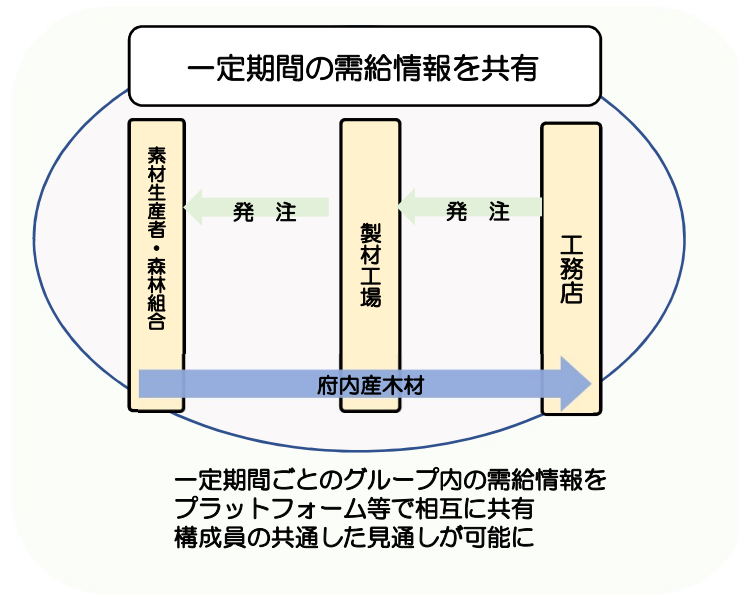 一定期間の需給情報を共有
素材生産者・森林組合
発　注
製材工場
発　注
工務店
府内産木材
一定期間ごとのグループ内の需給情報を
プラットフォーム等で相互に共有
構成員の共通した見通しが可能に